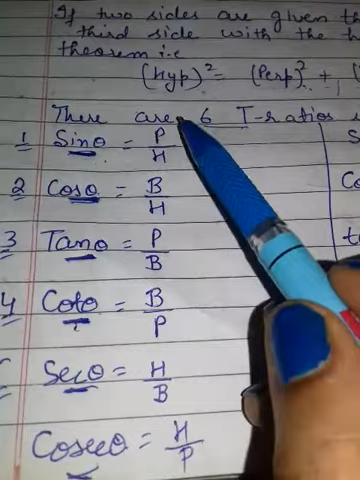 If two sides are given th
third side with the h
theorem i.e
(Hyp)² = (Perp)² + (
There are 6 T-ratios
1 Sinθ = P/H
2 Cosθ = B/H
3 Tanθ = P/B
4 Cotθ = B/P
Secθ = H/B
Cosecθ = H/P